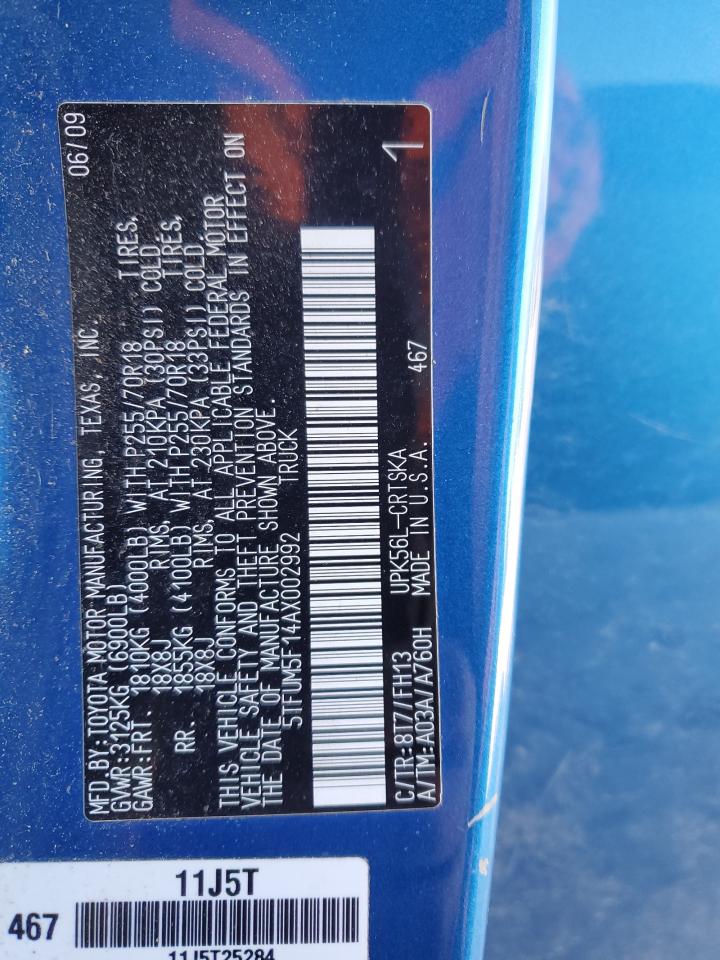 MFD.BY:TOYOTA MOTOR MANUFACTURING, TEXAS, INC. 06/09
GVWR:3125KG (6900LB)
GAWR:FRT. 1810KG (4000LB) WITH P255/70R18 TIRES,
18X8J RIMS, AT 210KPA (30PSI) COLD
RR. 1855KG (4100LB) WITH P255/70R18 TIRES,
18X8J RIMS, AT 230KPA (33PSI) COLD
THIS VEHICLE CONFORMS TO ALL APPLICABLE FEDERAL MOTOR
VEHICLE SAFETY AND THEFT PREVENTION STANDARDS IN EFFECT ON
THE DATE OF MANUFACTURE SHOWN ABOVE.
5TFUM5F14AX002992 TRUCK
1
C/TR:8T7/FH13 UPK56L-CRTSKA 467
A/TM:A03A/A760H MADE IN U.S.A.
11J5T
467
11J5T25284